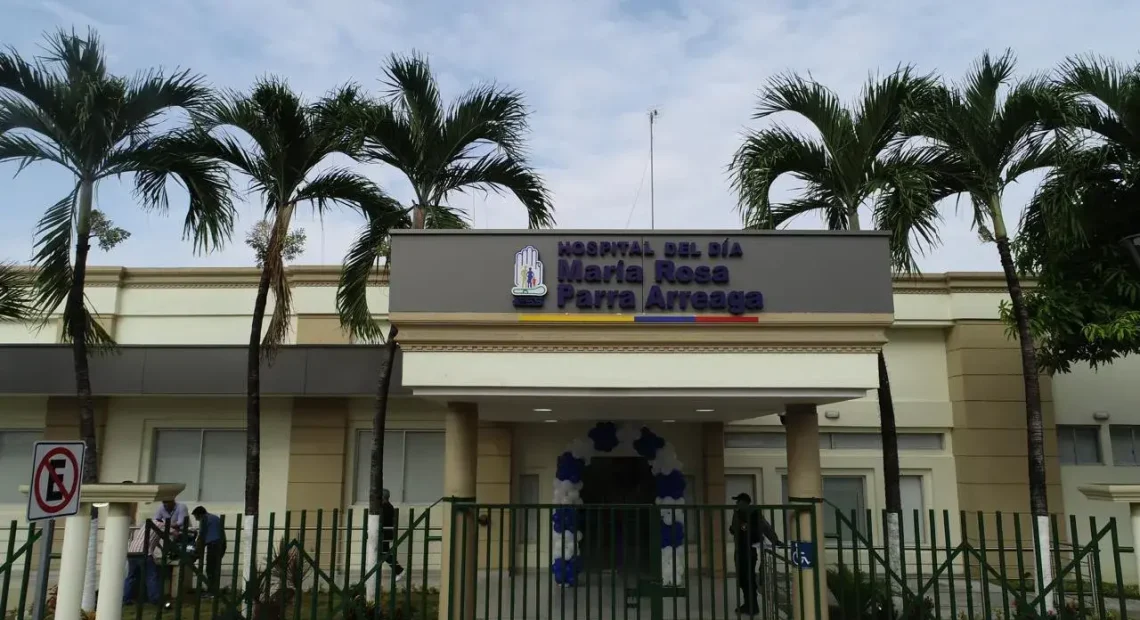 HOSPITAL DEL DÍA
María Rosa
Parra Arreaga
E